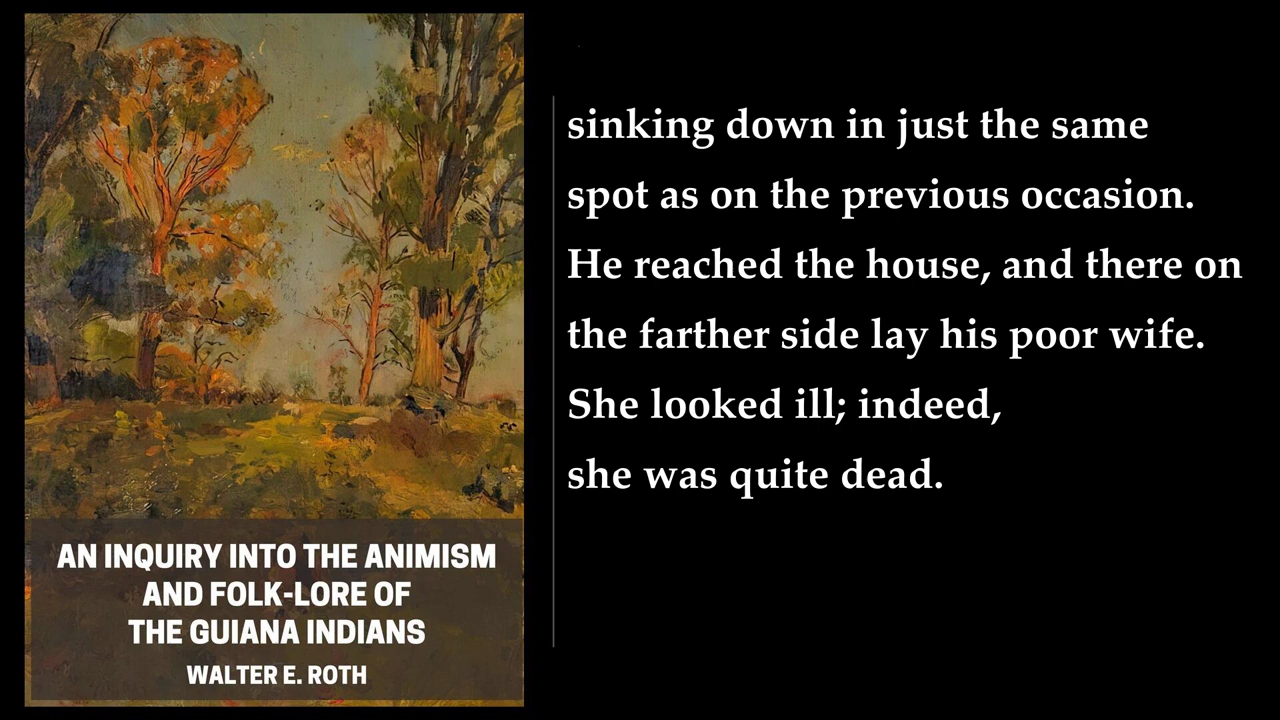 sinking down in just the same
spot as on the previous occasion.
He reached the house, and there on
the farther side lay his poor wife.
She looked ill; indeed,
she was quite dead.
AN INQUIRY INTO THE ANIMISM
AND FOLK-LORE OF
THE GUIANA INDIANS
WALTER E. ROTH